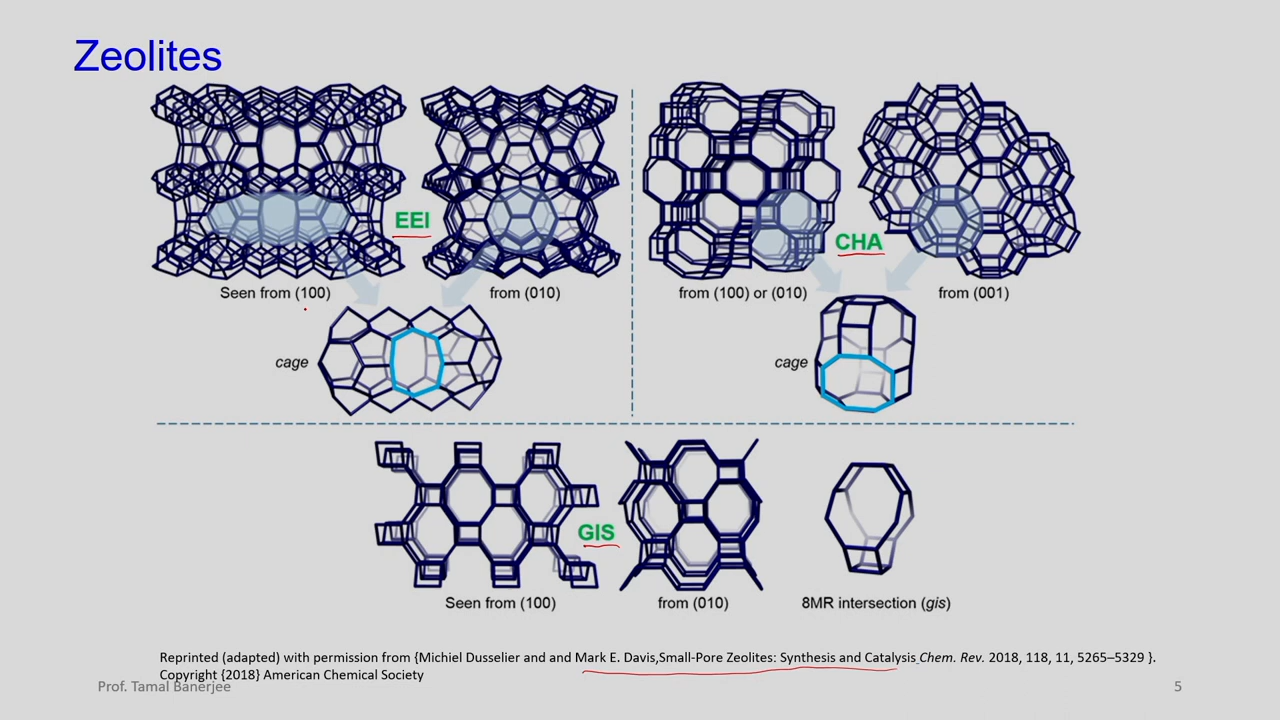 Zeolites
EEI
CHA
Seen from (100)
from (010)
from (100) or (010)
from (001)
cage
cage
GIS
Seen from (100)
from (010)
8MR intersection (gis)
Reprinted (adapted) with permission from {Michiel Dusselier and and Mark E. Davis,Small-Pore Zeolites: Synthesis and Catalysis Chem. Rev. 2018, 118, 11, 5265–5329 }.
Copyright {2018} American Chemical Society
Prof. Tamal Banerjee
5